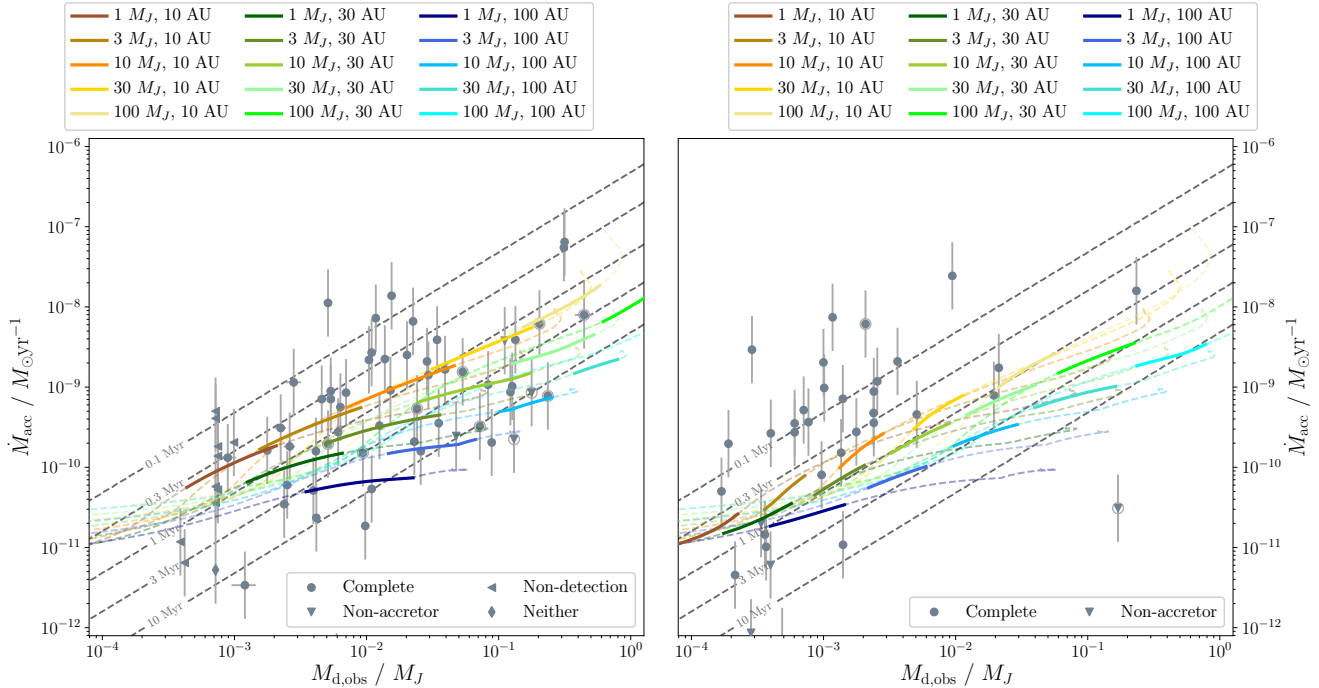 1 M_J, 10 AU 1 M_J, 30 AU 1 M_J, 100 AU
3 M_J, 10 AU 3 M_J, 30 AU 3 M_J, 100 AU
10 M_J, 10 AU 10 M_J, 30 AU 10 M_J, 100 AU
30 M_J, 10 AU 30 M_J, 30 AU 30 M_J, 100 AU
100 M_J, 10 AU 100 M_J, 30 AU 100 M_J, 100 AU
10^{-6}
10^{-7}
10^{-8}
10^{-9}
10^{-10}
10^{-11}
10^{-12}
Ṁ_acc / M_⊙yr^{-1}
0.1 Myr
0.3 Myr
1 Myr
3 Myr
10 Myr
Complete Non-detection
Non-accretor Neither
10^{-4} 10^{-3} 10^{-2} 10^{-1} 10^0
M_{d,obs} / M_J
1 M_J, 10 AU 1 M_J, 30 AU 1 M_J, 100 AU
3 M_J, 10 AU 3 M_J, 30 AU 3 M_J, 100 AU
10 M_J, 10 AU 10 M_J, 30 AU 10 M_J, 100 AU
30 M_J, 10 AU 30 M_J, 30 AU 30 M_J, 100 AU
100 M_J, 10 AU 100 M_J, 30 AU 100 M_J, 100 AU
10^{-6}
10^{-7}
10^{-8}
10^{-9}
10^{-10}
10^{-11}
10^{-12}
Ṁ_acc / M_⊙yr^{-1}
0.1 Myr
0.3 Myr
1 Myr
3 Myr
10 Myr
Complete Non-accretor
10^{-4} 10^{-3} 10^{-2} 10^{-1} 10^0
M_{d,obs} / M_J